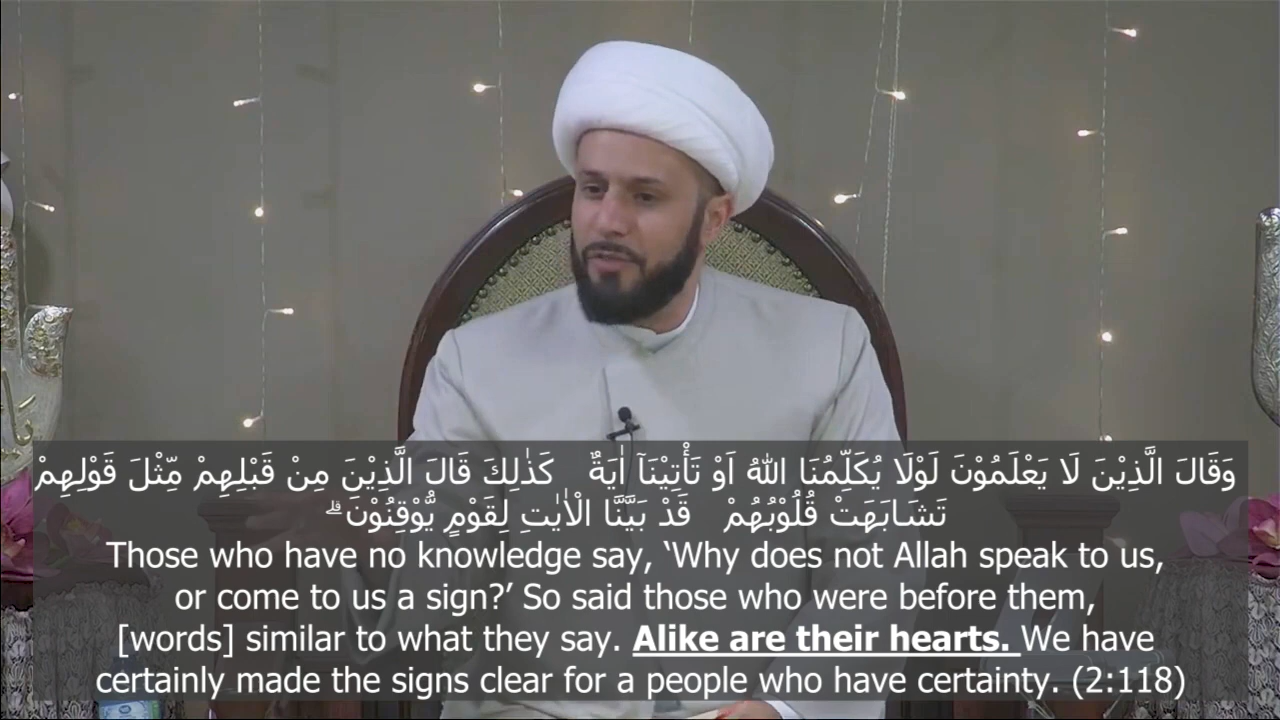 وَقَالَ الَّذِيْنَ لَا يَعْلَمُوْنَ لَوْلَا يُكَلِّمُنَا اللّٰهُ اَوْ تَأْتِيْنَآ اٰيَةٌ ۗ كَذٰلِكَ قَالَ الَّذِيْنَ مِنْ قَبْلِهِمْ مِّثْلَ قَوْلِهِمْ
تَشَابَهَتْ قُلُوْبُهُمْ ۗ قَدْ بَيَّنَّا الْاٰيٰتِ لِقَوْمٍ يُّوْقِنُوْنَ
Those who have no knowledge say, ‘Why does not Allah speak to us,
or come to us a sign?’ So said those who were before them,
[words] similar to what they say. Alike are their hearts. We have
certainly made the signs clear for a people who have certainty. (2:118)